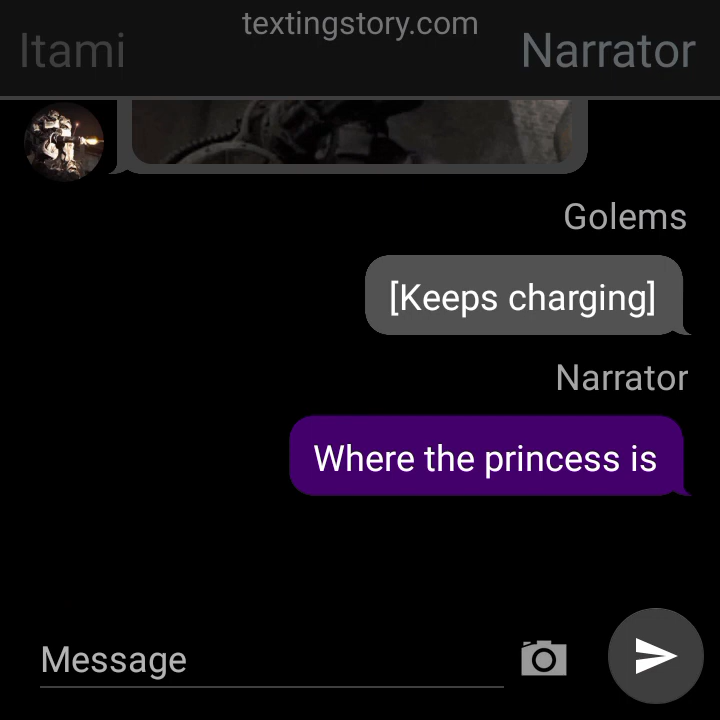 textingstory.com
Itami
Narrator
Golems
[Keeps charging]
Narrator
Where the princess is
Message